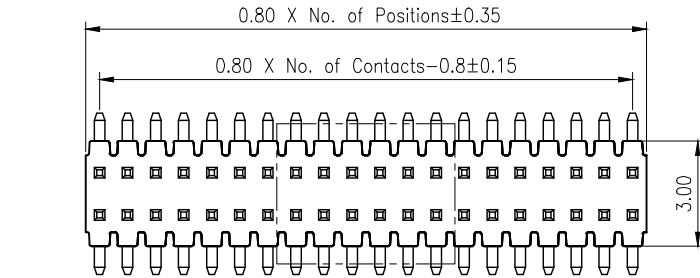 0.80 X No. of Positions±0.35
0.80 X No. of Contacts-0.8±0.15
3.00